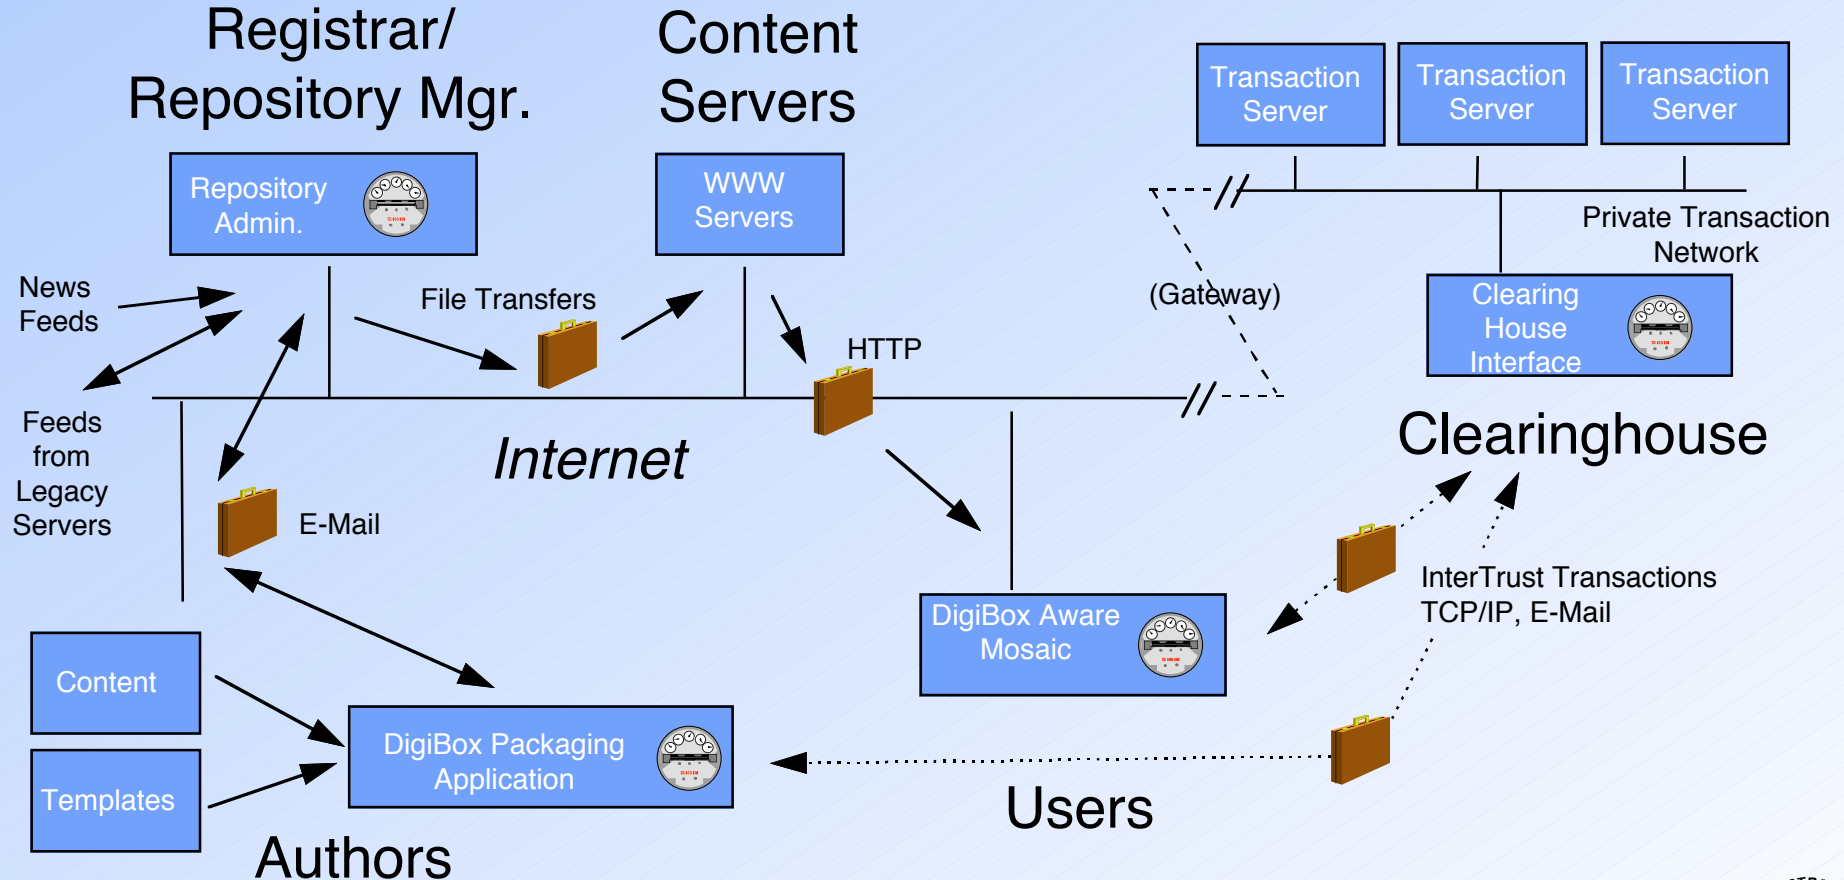 Registrar/
Repository Mgr.
Content
Servers
Transaction
Server
Transaction
Server
Transaction
Server
Repository
Admin.
WWW
Servers
Private Transaction
Network
News
Feeds
File Transfers
(Gateway)
Clearing
House
Interface
HTTP
Feeds
from
Legacy
Servers
Internet
Clearinghouse
E-Mail
InterTrust Transactions
TCP/IP, E-Mail
DigiBox Aware
Mosaic
Content
DigiBox Packaging
Application
Templates
Users
Authors